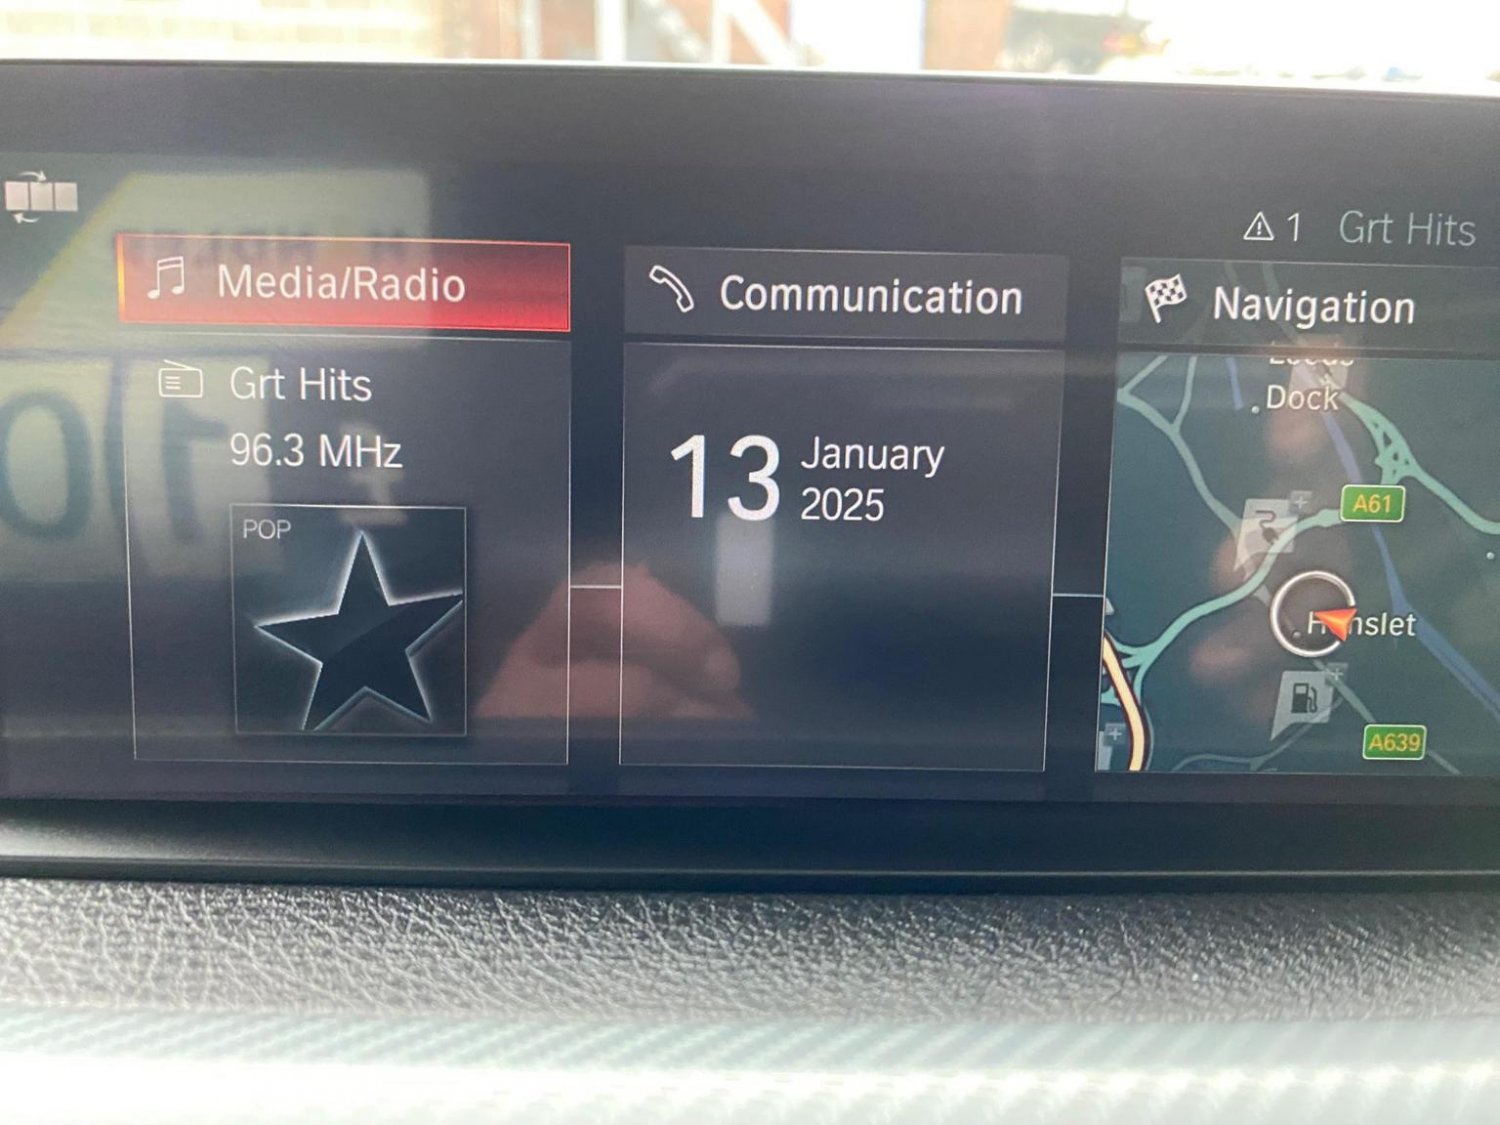 1 Grt Hits
Media/Radio
Communication
Navigation
Grt Hits
96.3 MHz
POP
13
January
2025
Leeds
Dock
A61
A639